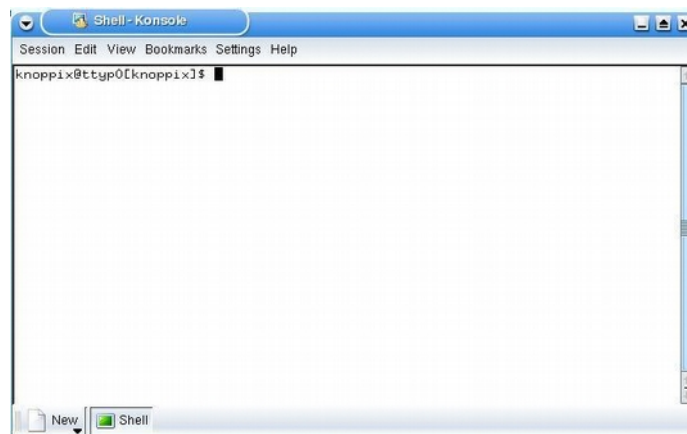 Shell - Konsole
Session Edit View Bookmarks Settings Help
knoppix@ttyp0[knoppix]$
New Shell